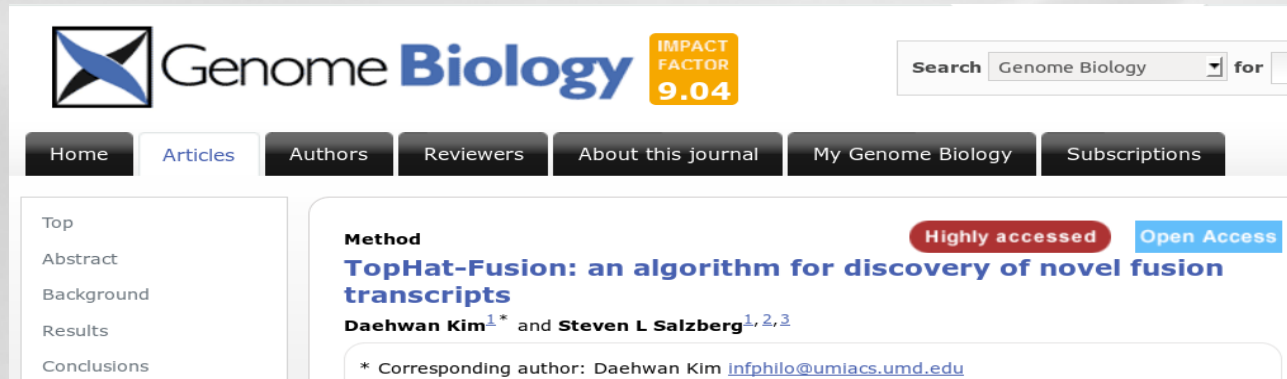 Genome Biology
IMPACT
FACTOR
9.04
Search Genome Biology for
Home Articles Authors Reviewers About this journal My Genome Biology Subscriptions
Top
Abstract
Background
Results
Conclusions
Method
Highly accessed Open Access
TopHat-Fusion: an algorithm for discovery of novel fusion
transcripts
Daehwan Kim1* and Steven L Salzberg1,2,3
* Corresponding author: Daehwan Kim infphilo@umiacs.umd.edu